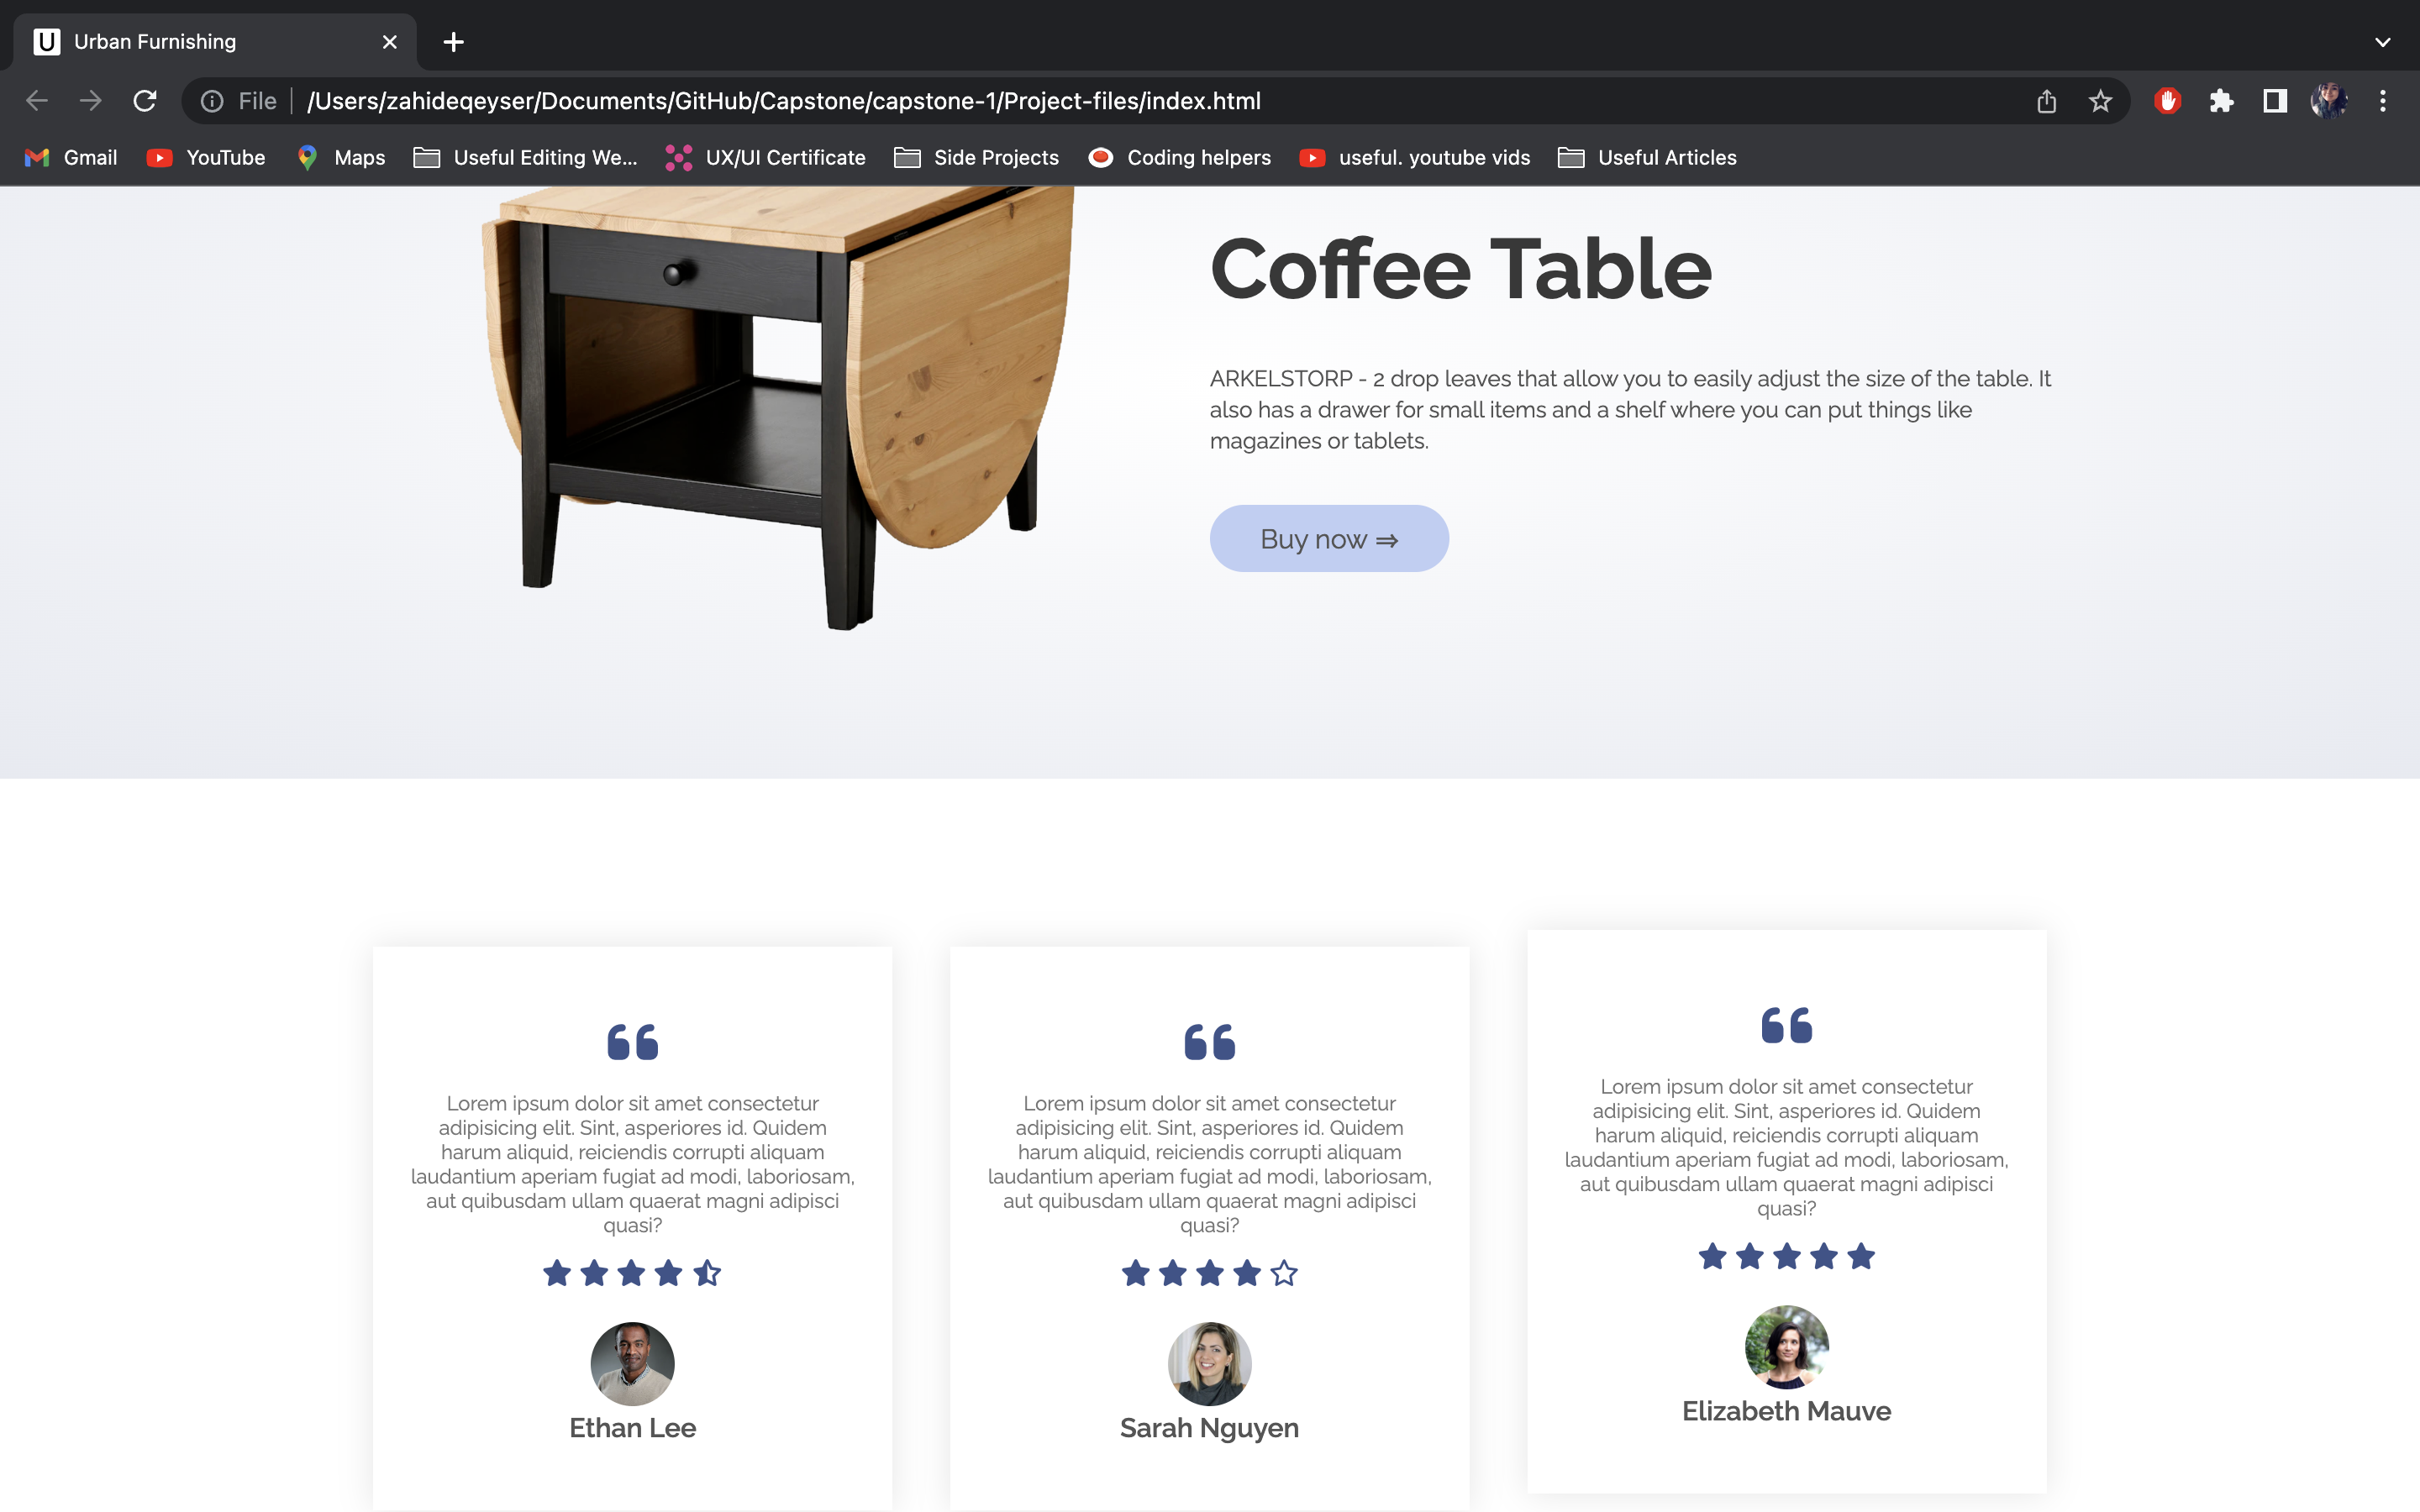 U Urban Furnishing
File /Users/zahideqeyser/Documents/GitHub/Capstone/capstone-1/Project-files/index.html
Gmail YouTube Maps Useful Editing We... UX/UI Certificate Side Projects Coding helpers useful. youtube vids Useful Articles
Coffee Table
ARKELSTORP - 2 drop leaves that allow you to easily adjust the size of the table. It
also has a drawer for small items and a shelf where you can put things like
magazines or tablets.
Buy now ⇒
Lorem ipsum dolor sit amet consectetur
adipisicing elit. Sint, asperiores id. Quidem
harum aliquid, reiciendis corrupti aliquam
laudantium aperiam fugiat ad modi, laboriosam,
aut quibusdam ullam quaerat magni adipisci
quasi?
Ethan Lee
Lorem ipsum dolor sit amet consectetur
adipisicing elit. Sint, asperiores id. Quidem
harum aliquid, reiciendis corrupti aliquam
laudantium aperiam fugiat ad modi, laboriosam,
aut quibusdam ullam quaerat magni adipisci
quasi?
Sarah Nguyen
Lorem ipsum dolor sit amet consectetur
adipisicing elit. Sint, asperiores id. Quidem
harum aliquid, reiciendis corrupti aliquam
laudantium aperiam fugiat ad modi, laboriosam,
aut quibusdam ullam quaerat magni adipisci
quasi?
Elizabeth Mauve